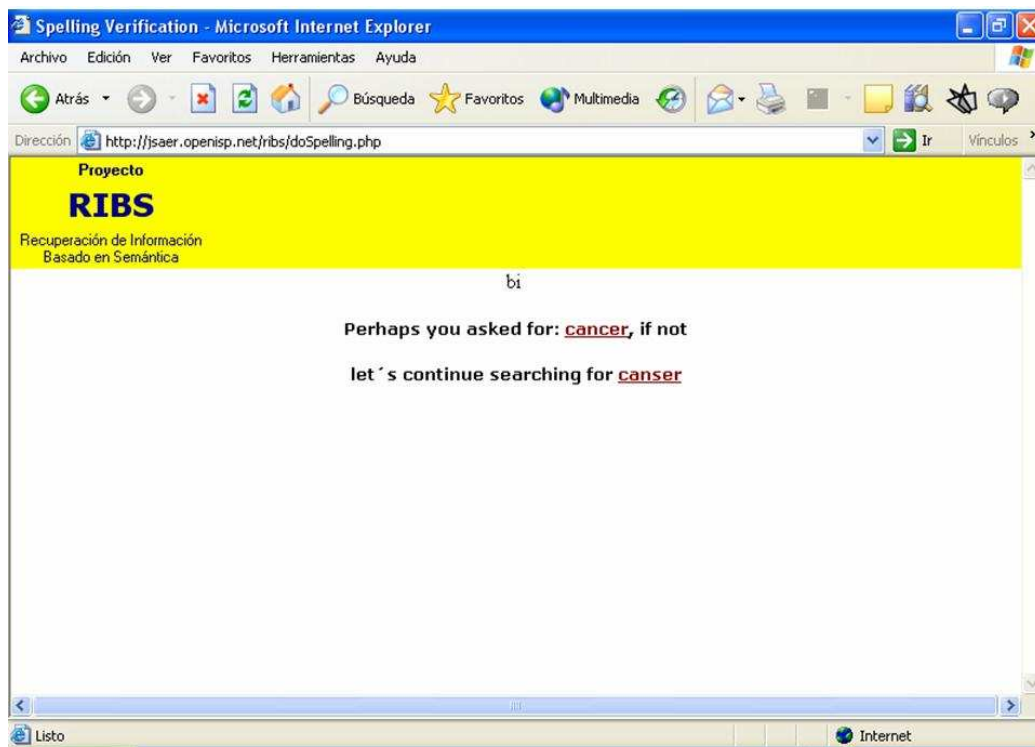 Spelling Verification - Microsoft Internet Explorer
Archivo Edición Ver Favoritos Herramientas Ayuda
Atrás Búsqueda Favoritos Multimedia
Dirección http://jsaer.openisp.net/ribs/doSpelling.php Ir Vínculos »
Proyecto
RIBS
Recuperación de Información
Basado en Semántica
bi
Perhaps you asked for: cancer, if not
let´s continue searching for canser
Listo Internet